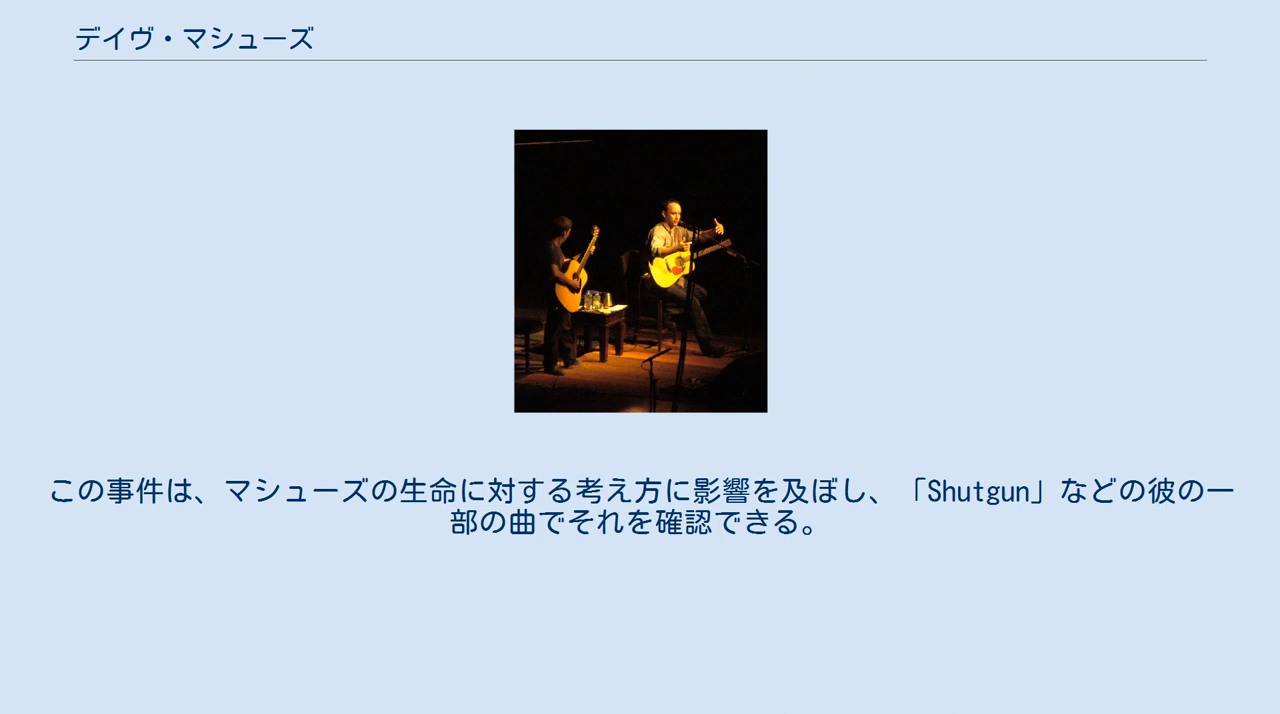 デイヴ・マシューズ
この事件は、マシューズの生命に対する考え方に影響を及ぼし、「Shutgun」などの彼の一
部の曲でそれを確認できる。